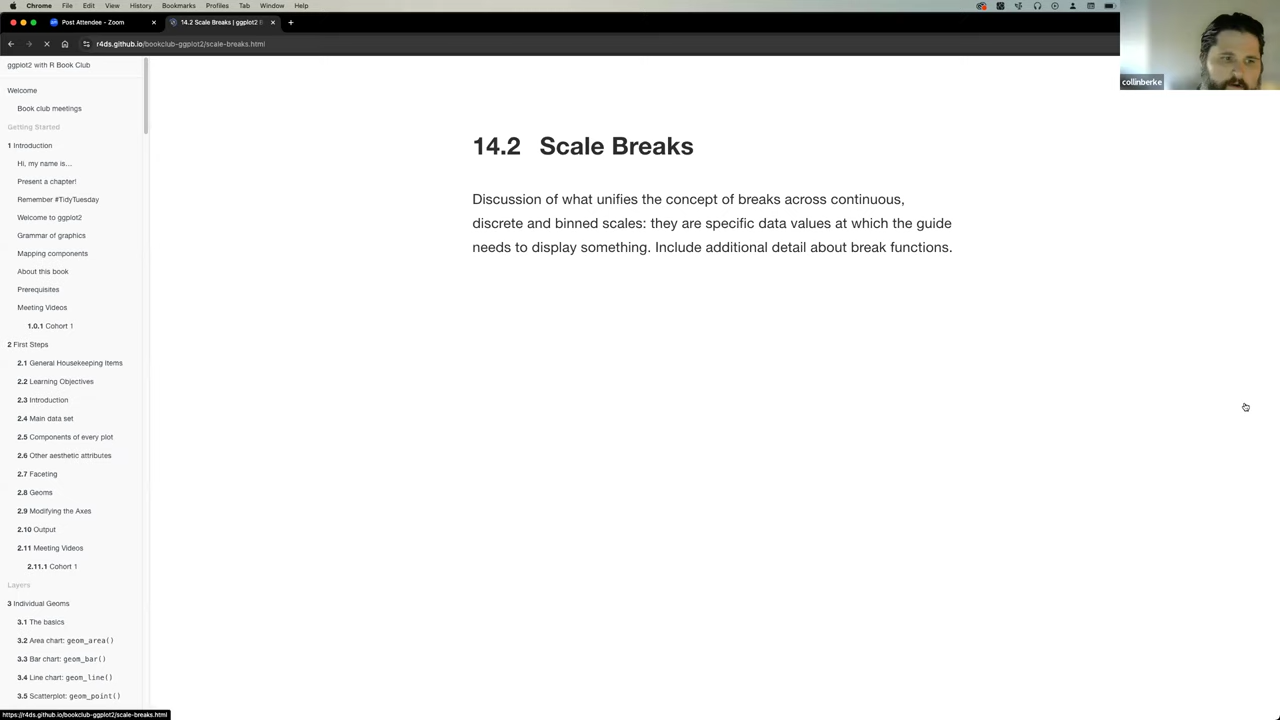 Chrome File Edit View History Bookmarks Profiles Tab Window Help
Post Attendee - Zoom
14.2 Scale Breaks | ggplot2 
r4ds.github.io/bookclub-ggplot2/scale-breaks.html
collinberke
ggplot2 with R Book Club
Welcome
Book club meetings
Getting Started
1 Introduction
Hi, my name is…
Present a chapter!
Remember #TidyTuesday
Welcome to ggplot2
Grammar of graphics
Mapping components
About this book
Prerequisites
Meeting Videos
1.0.1 Cohort 1
2 First Steps
2.1 General Housekeeping Items
2.2 Learning Objectives
2.3 Introduction
2.4 Main data set
2.5 Components of every plot
2.6 Other aesthetic attributes
2.7 Faceting
2.8 Geoms
2.9 Modifying the Axes
2.10 Output
2.11 Meeting Videos
2.11.1 Cohort 1
Layers
3 Individual Geoms
3.1 The basics
3.2 Area chart: geom_area()
3.3 Bar chart: geom_bar()
3.4 Line chart: geom_line()
3.5 Scatterplot: geom_point()
https://r4ds.github.io/bookclub-ggplot2/scale-breaks.html
14.2 Scale Breaks
Discussion of what unifies the concept of breaks across continuous,
discrete and binned scales: they are specific data values at which the guide
needs to display something. Include additional detail about break functions.